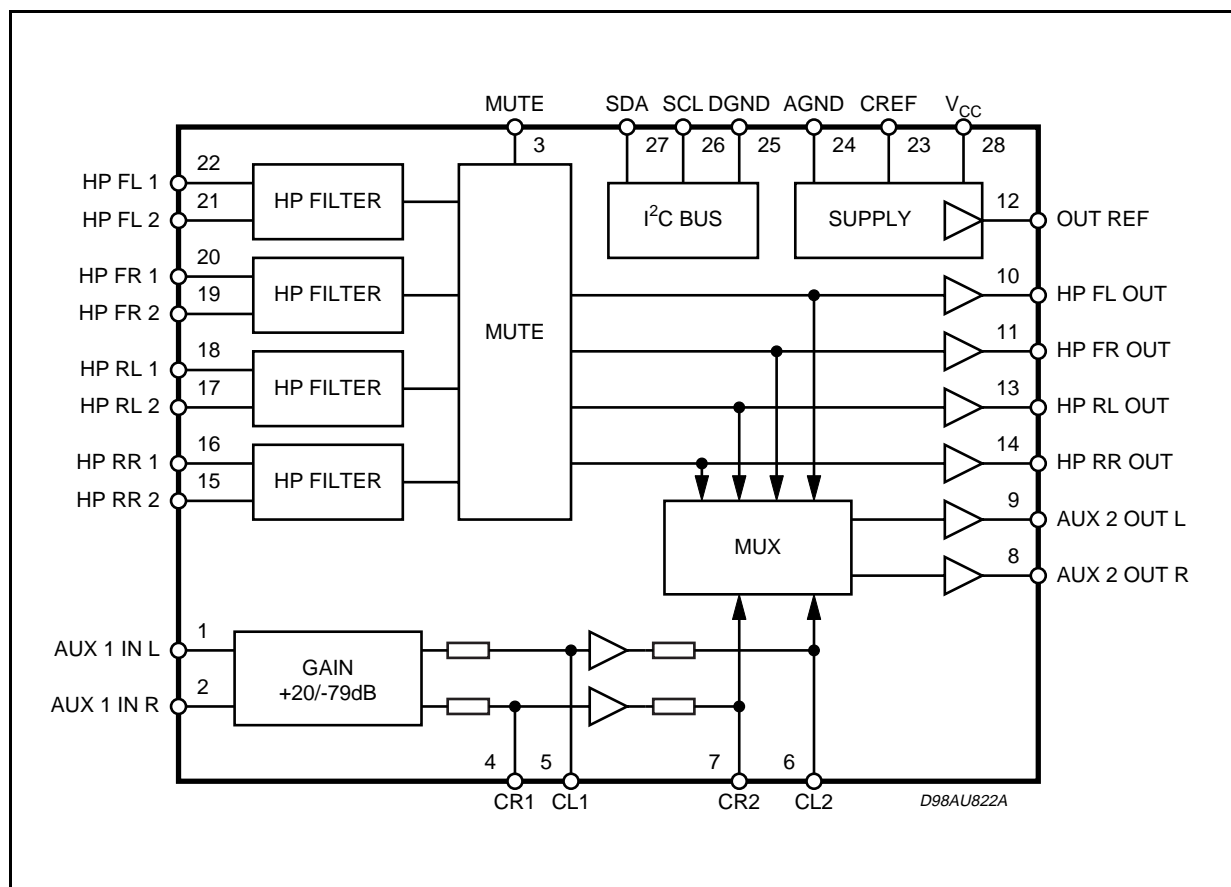 MUTE SDA SCL DGND AGND CREF VCC
3 27 26 25 24 23 28
HP FL 1 22
HP FL 2 21
HP FILTER
I2C BUS
SUPPLY
12 OUT REF
HP FR 1 20
HP FR 2 19
HP FILTER
MUTE
10 HP FL OUT
11 HP FR OUT
HP RL 1 18
HP RL 2 17
HP FILTER
13 HP RL OUT
HP RR 1 16
HP RR 2 15
HP FILTER
14 HP RR OUT
MUX
9 AUX 2 OUT L
8 AUX 2 OUT R
AUX 1 IN L 1
AUX 1 IN R 2
GAIN
+20/-79dB
4 5 7 6
CR1 CL1 CR2 CL2
D98AU822A